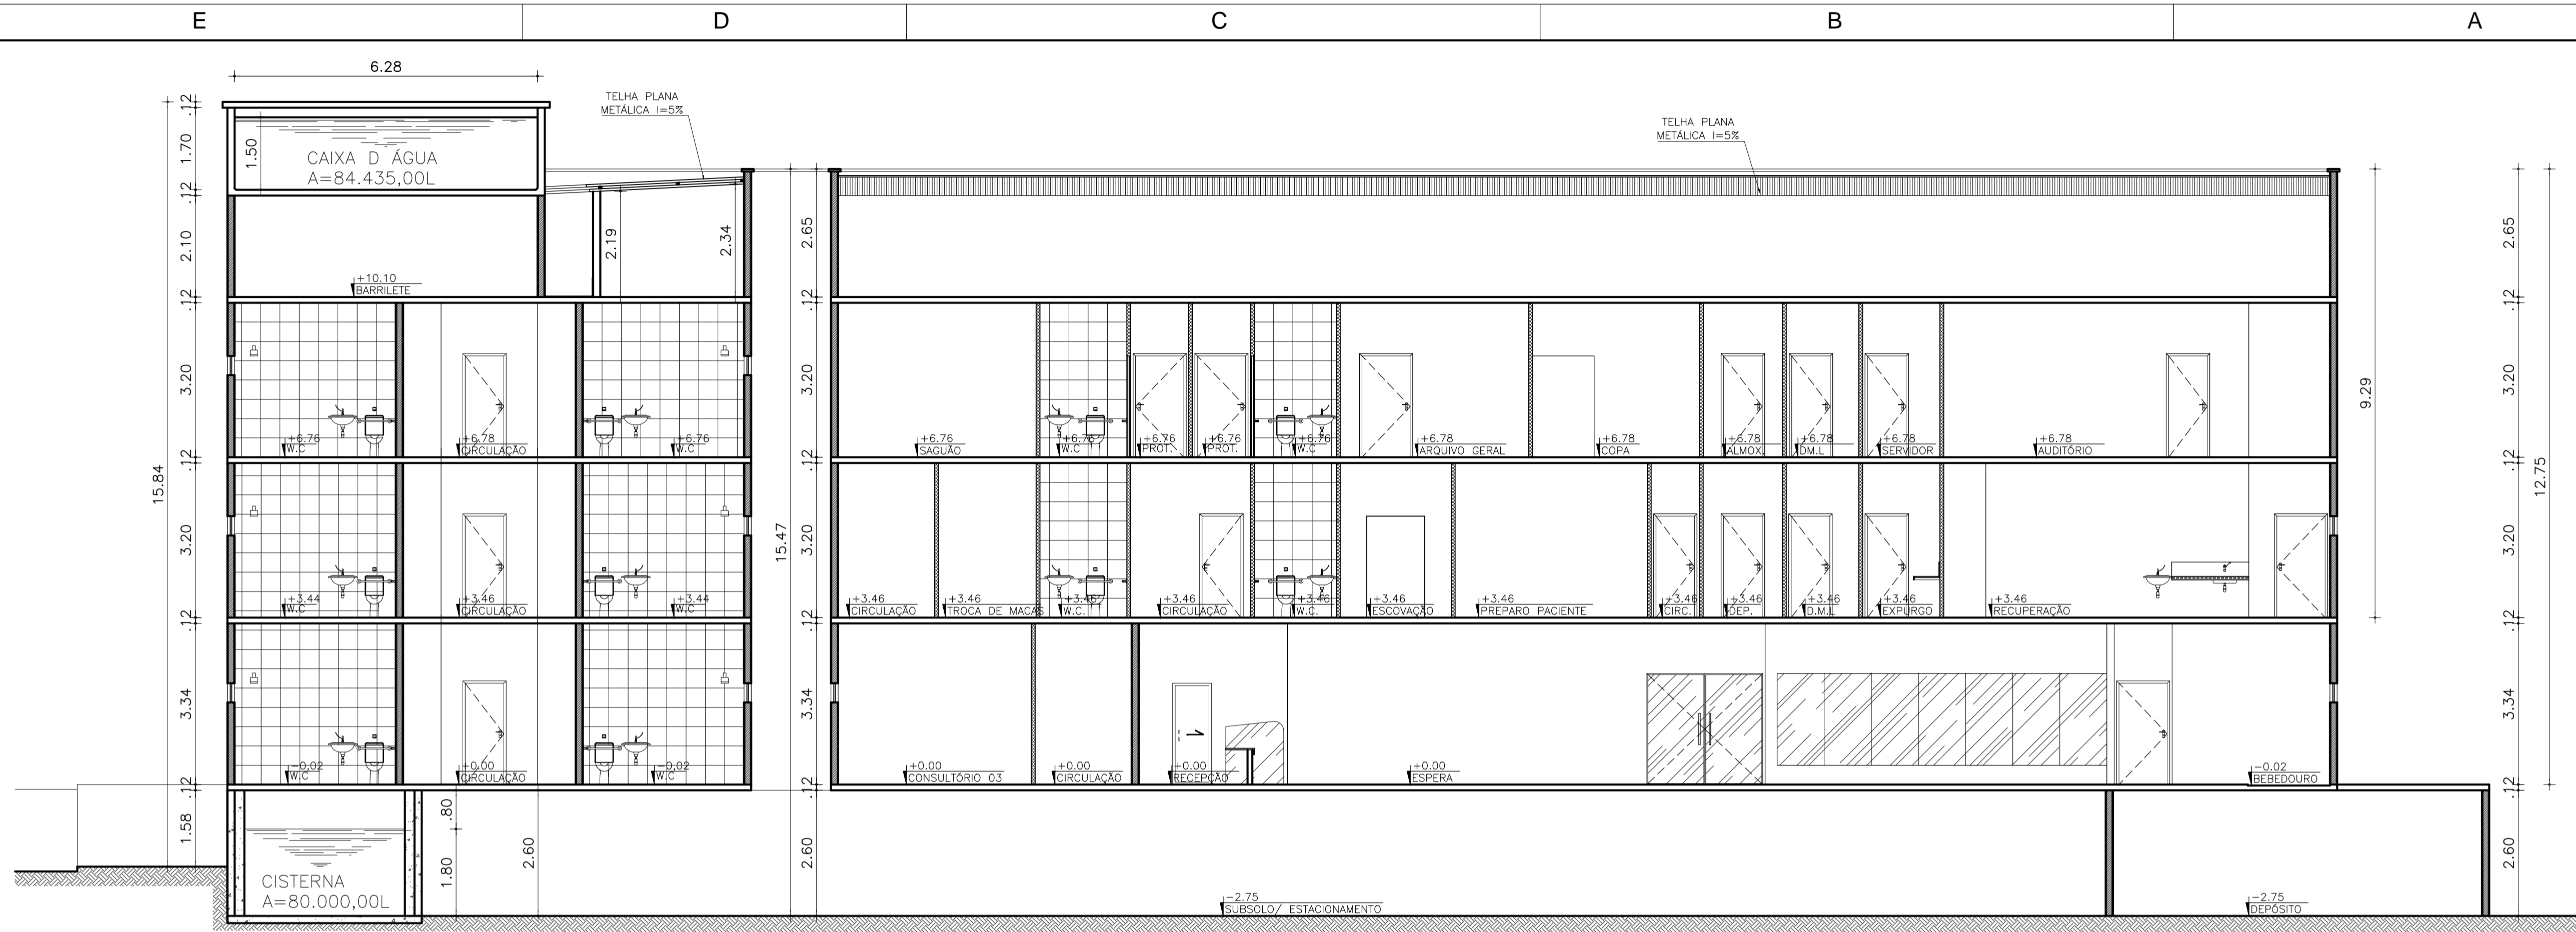 E
D
C
B
A
6.28
TELHA PLANA
METÁLICA I=5%
TELHA PLANA
METÁLICA I=5%
CAIXA D ÁGUA
A=84.435,00L
1.50
.12
1.70
.12
2.10
.12
3.20
.12
3.20
.12
3.34
.12
1.58
15.84
2.19
2.34
+10.10
BARRILETE
+6.76
W.C
+6.78
CIRCULAÇÃO
+6.76
W.C
+3.44
W.C
+3.46
CIRCULAÇÃO
+3.44
W.C
-0,02
W.C
+0.00
CIRCULAÇÃO
-0,02
W.C
CISTERNA
A=80.000,00L
.80
1.80
2.60
15.47
2.65
.12
3.20
.12
3.20
.12
3.34
.12
2.60
+6.76
SAGUÃO
+6.76
W.C
+6.76
PROT.
+6.76
PROT.
+6.76
W.C
+6.78
ARQUIVO GERAL
+6.78
COPA
+6.78
ALMOX.
+6.78
DM.L
+6.78
SERVIDOR
+6.78
AUDITÓRIO
+3.46
CIRCULAÇÃO
+3.46
TROCA DE MACAS
+3.46
W.C.
+3.46
CIRCULAÇÃO
+3.46
W.C.
+3.46
ESCOVAÇÃO
+3.46
PREPARO PACIENTE
+3.46
CIRC.
+3.46
DEP.
+3.46
D.M.L
+3.46
EXPURGO
+3.46
RECUPERAÇÃO
+0.00
CONSULTÓRIO 03
+0.00
CIRCULAÇÃO
+0.00
RECEPÇÃO
+0.00
ESPERA
-0.02
BEBEDOURO
-2.75
SUBSOLO/ ESTACIONAMENTO
-2.75
DEPÓSITO
9.29
2.65
.12
3.20
.12
3.20
.12
3.34
.12
2.60
12.75